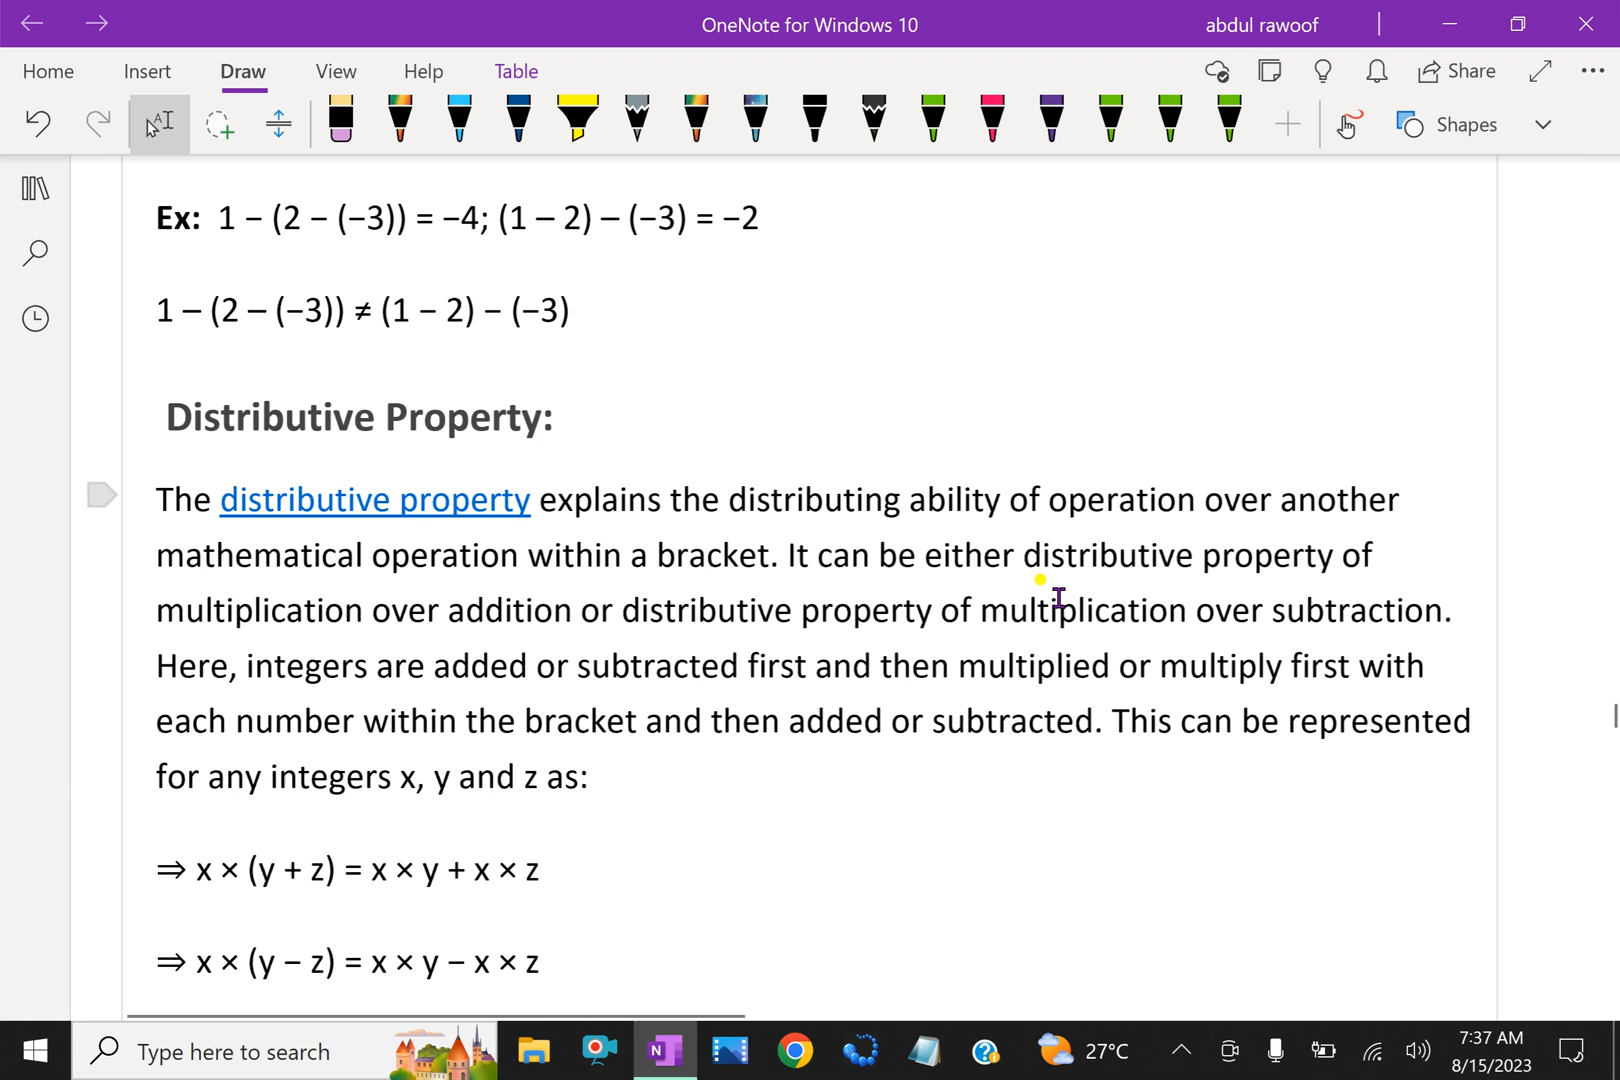 OneNote for Windows 10
abdul rawoof
Home Insert Draw View Help Table
Share
Shapes
Ex: 1 − (2 − (−3)) = −4; (1 – 2) – (−3) = −2
1 – (2 – (−3)) ≠ (1 − 2) − (−3)
Distributive Property:
The distributive property explains the distributing ability of operation over another
mathematical operation within a bracket. It can be either distributive property of
multiplication over addition or distributive property of multiplication over subtraction.
Here, integers are added or subtracted first and then multiplied or multiply first with
each number within the bracket and then added or subtracted. This can be represented
for any integers x, y and z as:
⇒ x × (y + z) = x × y + x × z
⇒ x × (y − z) = x × y − x × z
Type here to search
27°C
7:37 AM
8/15/2023